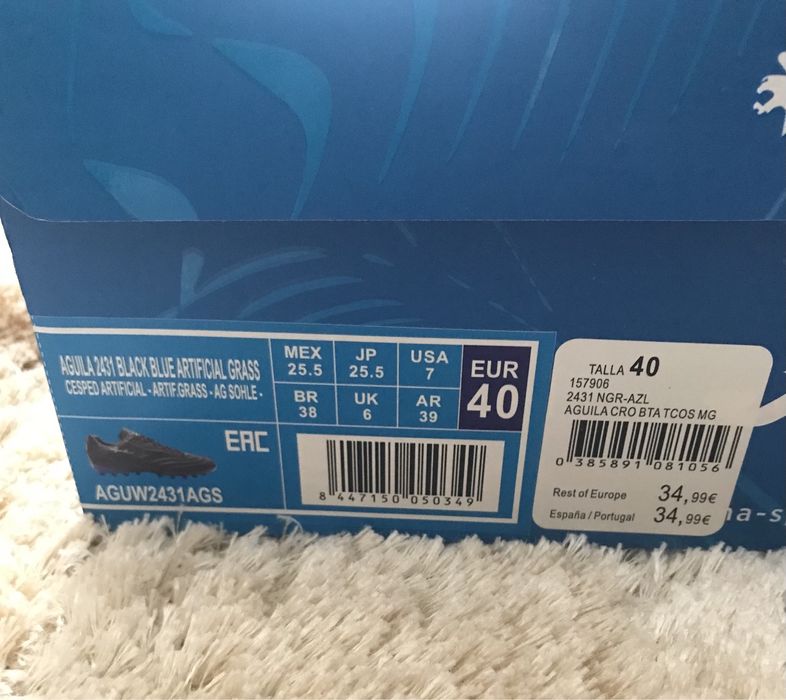 AGUILA 2431 BLACK BLUE ARTIFICIAL GRASS
CESPED ARTIFICIAL - ARTIF.GRASS - AG SOHLE -
MEX 25.5
JP 25.5
USA 7
BR 38
UK 6
AR 39
EUR 40
EAC
AGUW2431AGS
8 447150 050349
TALLA 40
157906
2431 NGR-AZL
AGUILA CRO BTA TCOS MG
0 385891 081056
Rest of Europe 34,99€
España / Portugal 34,99€